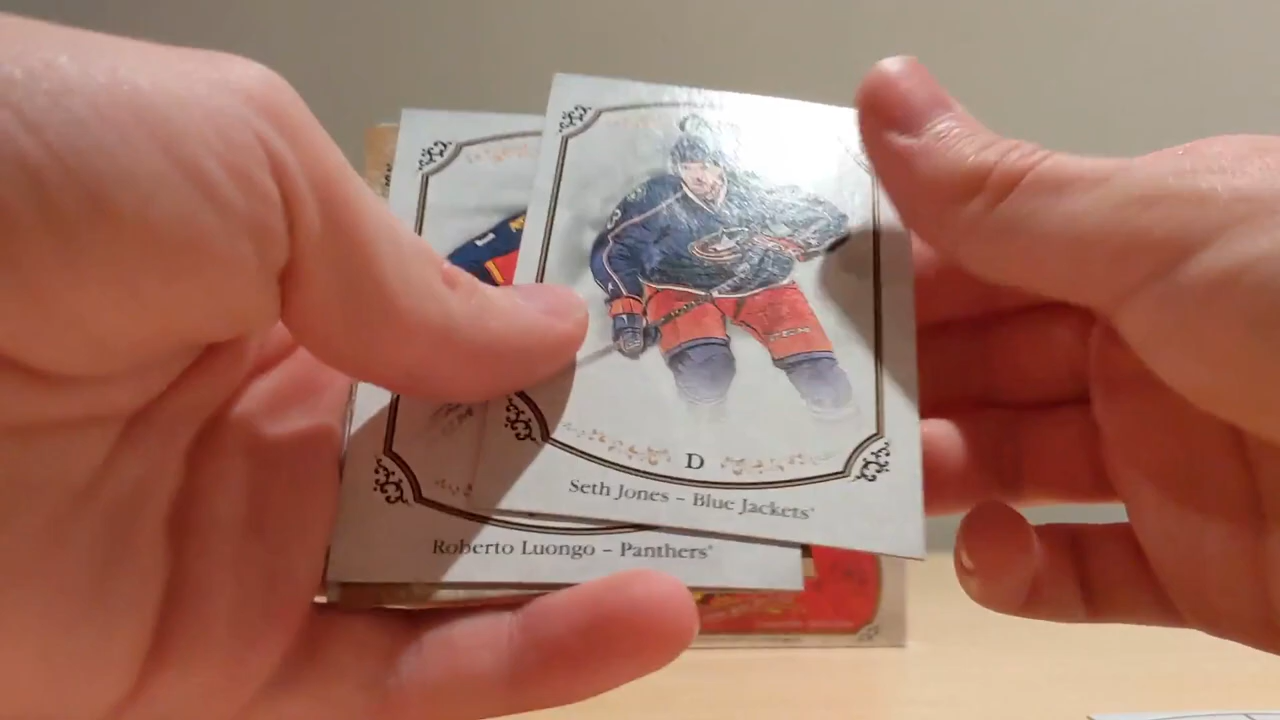 D
Seth Jones – Blue Jackets'
Roberto Luongo – Panthers'